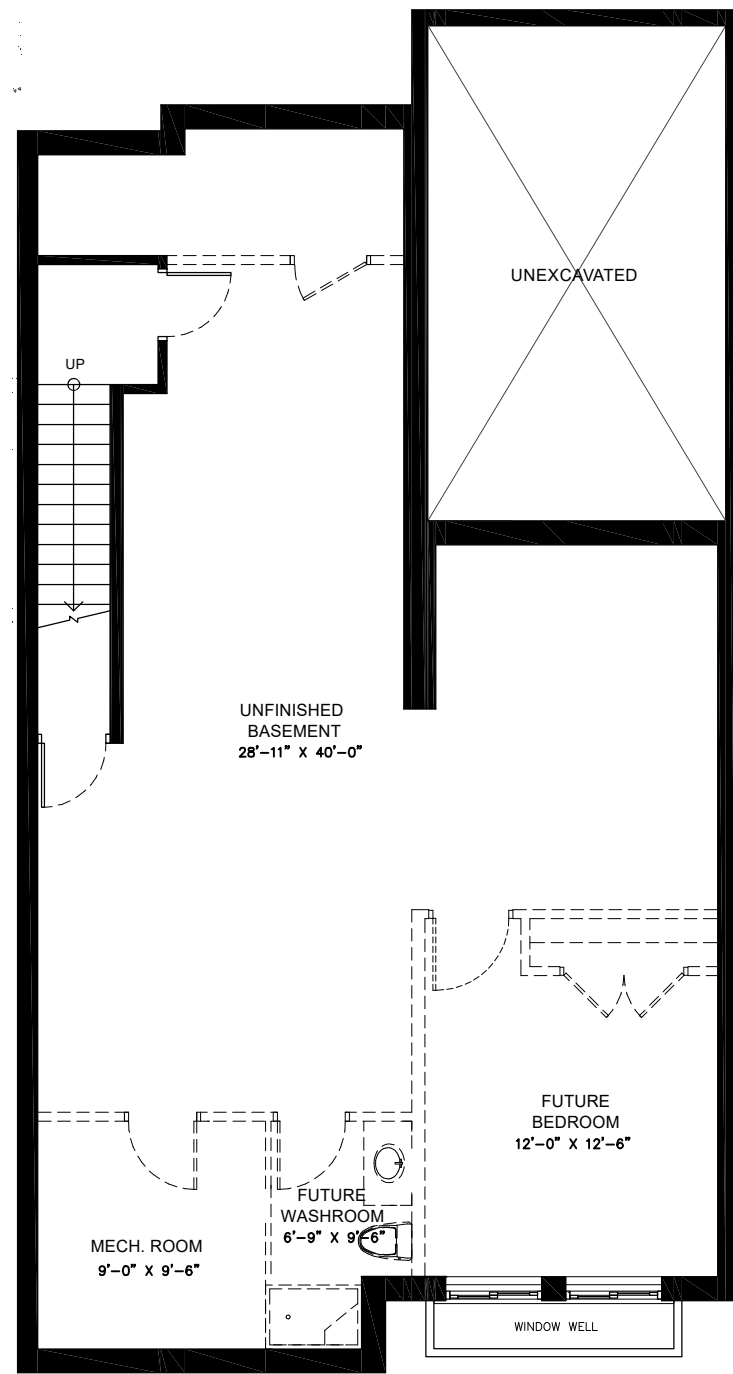 UNEXCAVATED
UP
UNFINISHED
BASEMENT
28'-11" X 40'-0"
FUTURE
BEDROOM
12'-0" X 12'-6"
FUTURE
WASHROOM
6'-9" X 9'-6"
MECH. ROOM
9'-0" X 9'-6"
WINDOW WELL